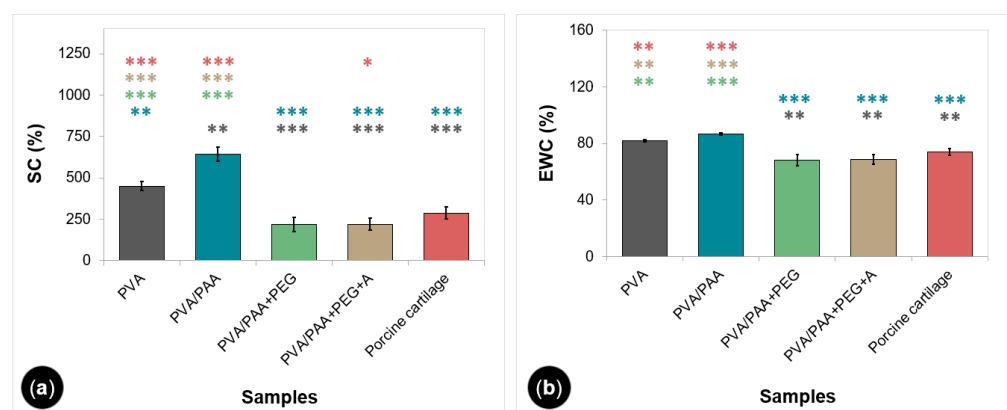 1250
1000
750
500
250
0
SC (%)
*** *** *
*** ***
*** ***
** *** *** ***
** *** *** ***
PVA
PVA/PAA
PVA/PAA+PEG
PVA/PAA+PEG+A
Porcine cartilage
Samples
(a)
160
120
80
40
0
EWC (%)
** ***
** ***
** ***
*** *** ***
** ** **
PVA
PVA/PAA
PVA/PAA+PEG
PVA/PAA+PEG+A
Porcine cartilage
Samples
(b)